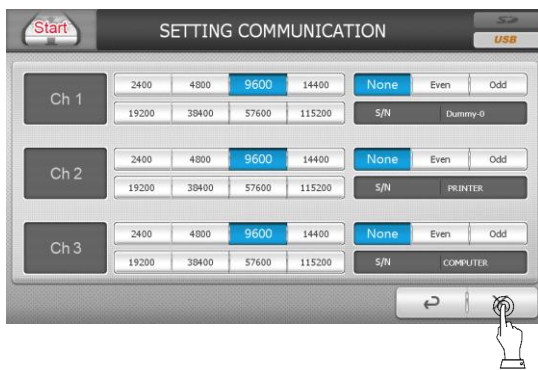 Start
SETTING COMMUNICATION
SD
USB
Ch 1
2400 4800 9600 14400 None Even Odd
19200 38400 57600 115200 S/N Dummy-0
Ch 2
2400 4800 9600 14400 None Even Odd
19200 38400 57600 115200 S/N PRINTER
Ch 3
2400 4800 9600 14400 None Even Odd
19200 38400 57600 115200 S/N COMPUTER